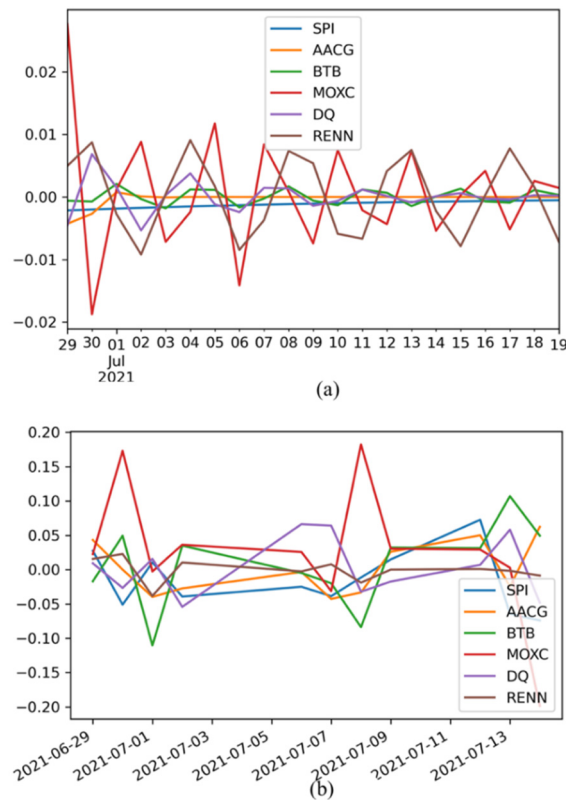 0.02
0.01
0.00
−0.01
−0.02
SPI
AACG
BTB
MOXC
DQ
RENN
29 30 01 02 03 04 05 06 07 08 09 10 11 12 13 14 15 16 17 18 19
Jul
2021
(a)
0.20
0.15
0.10
0.05
0.00
−0.05
−0.10
−0.15
−0.20
SPI
AACG
BTB
MOXC
DQ
RENN
2021-06-29 2021-07-01 2021-07-03 2021-07-05 2021-07-07 2021-07-09 2021-07-11 2021-07-13
(b)